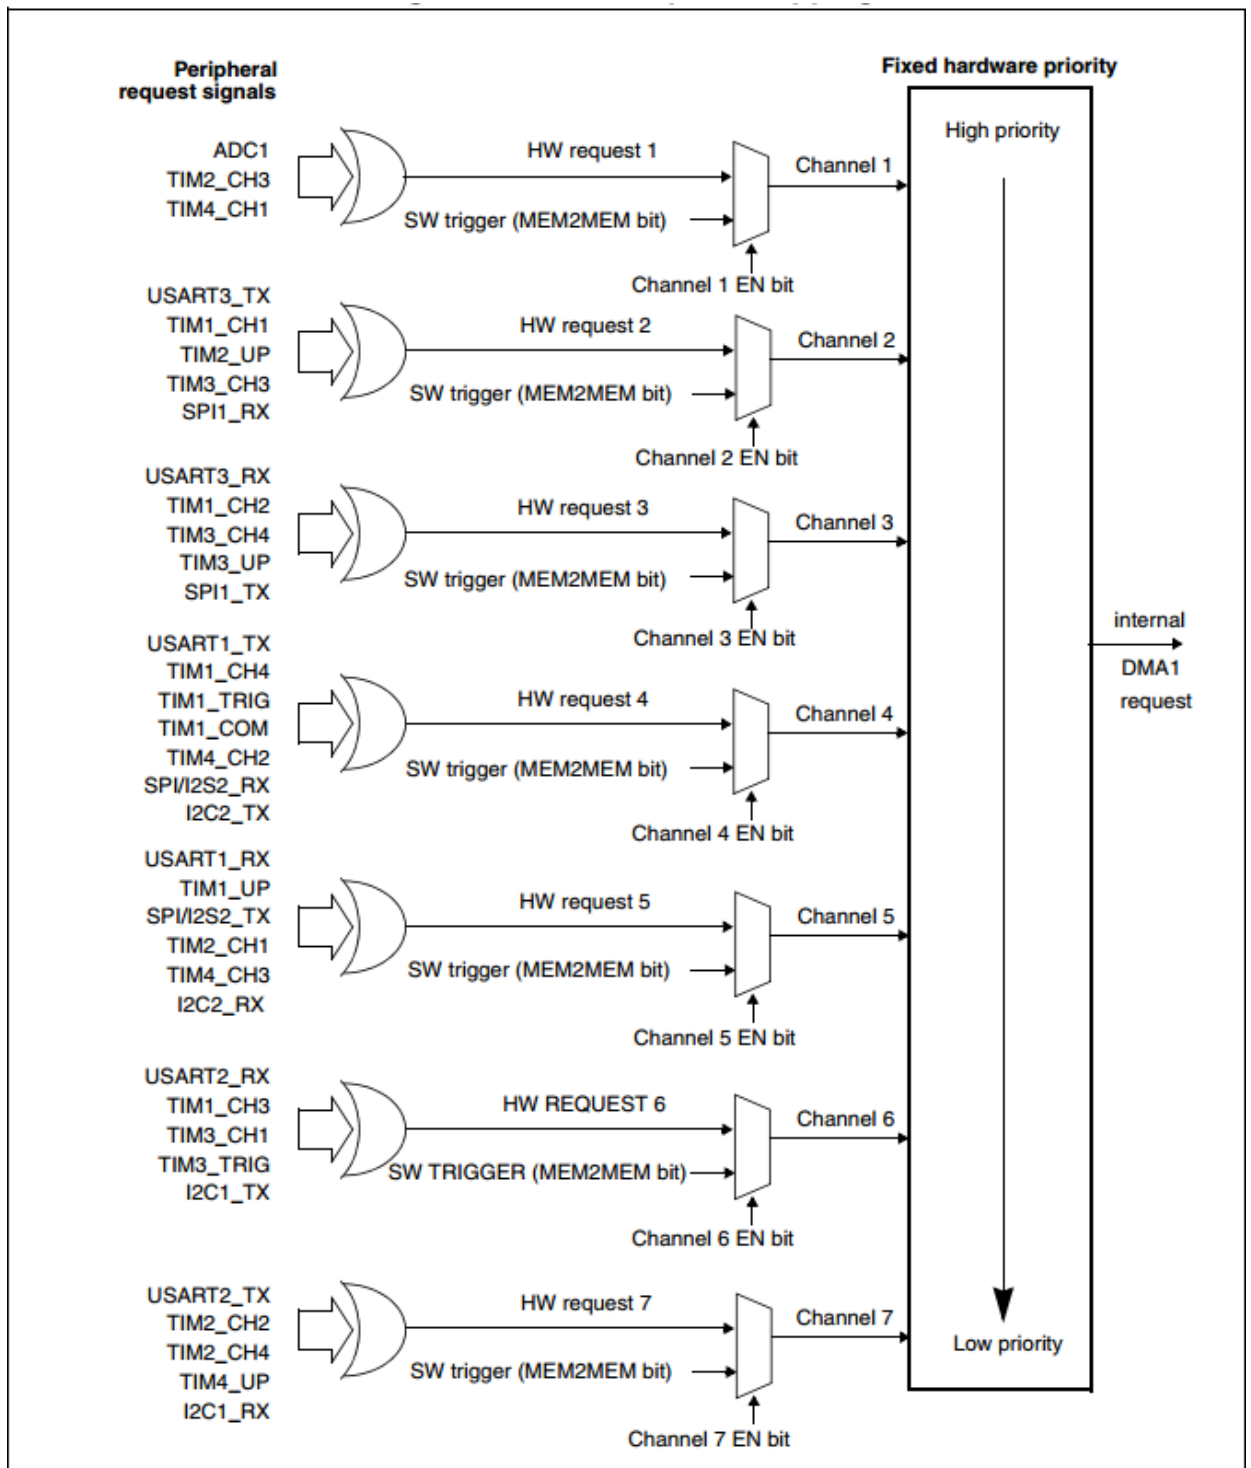 Peripheral
request signals
Fixed hardware priority
High priority
ADC1
TIM2_CH3
TIM4_CH1
HW request 1
SW trigger (MEM2MEM bit)
Channel 1
Channel 1 EN bit
USART3_TX
TIM1_CH1
TIM2_UP
TIM3_CH3
SPI1_RX
HW request 2
SW trigger (MEM2MEM bit)
Channel 2
Channel 2 EN bit
USART3_RX
TIM1_CH2
TIM3_CH4
TIM3_UP
SPI1_TX
HW request 3
SW trigger (MEM2MEM bit)
Channel 3
Channel 3 EN bit
internal
DMA1
request
USART1_TX
TIM1_CH4
TIM1_TRIG
TIM1_COM
TIM4_CH2
SPI/I2S2_RX
I2C2_TX
HW request 4
SW trigger (MEM2MEM bit)
Channel 4
Channel 4 EN bit
USART1_RX
TIM1_UP
SPI/I2S2_TX
TIM2_CH1
TIM4_CH3
I2C2_RX
HW request 5
SW trigger (MEM2MEM bit)
Channel 5
Channel 5 EN bit
USART2_RX
TIM1_CH3
TIM3_CH1
TIM3_TRIG
I2C1_TX
HW REQUEST 6
SW TRIGGER (MEM2MEM bit)
Channel 6
Channel 6 EN bit
USART2_TX
TIM2_CH2
TIM2_CH4
TIM4_UP
I2C1_RX
HW request 7
SW trigger (MEM2MEM bit)
Channel 7
Channel 7 EN bit
Low priority